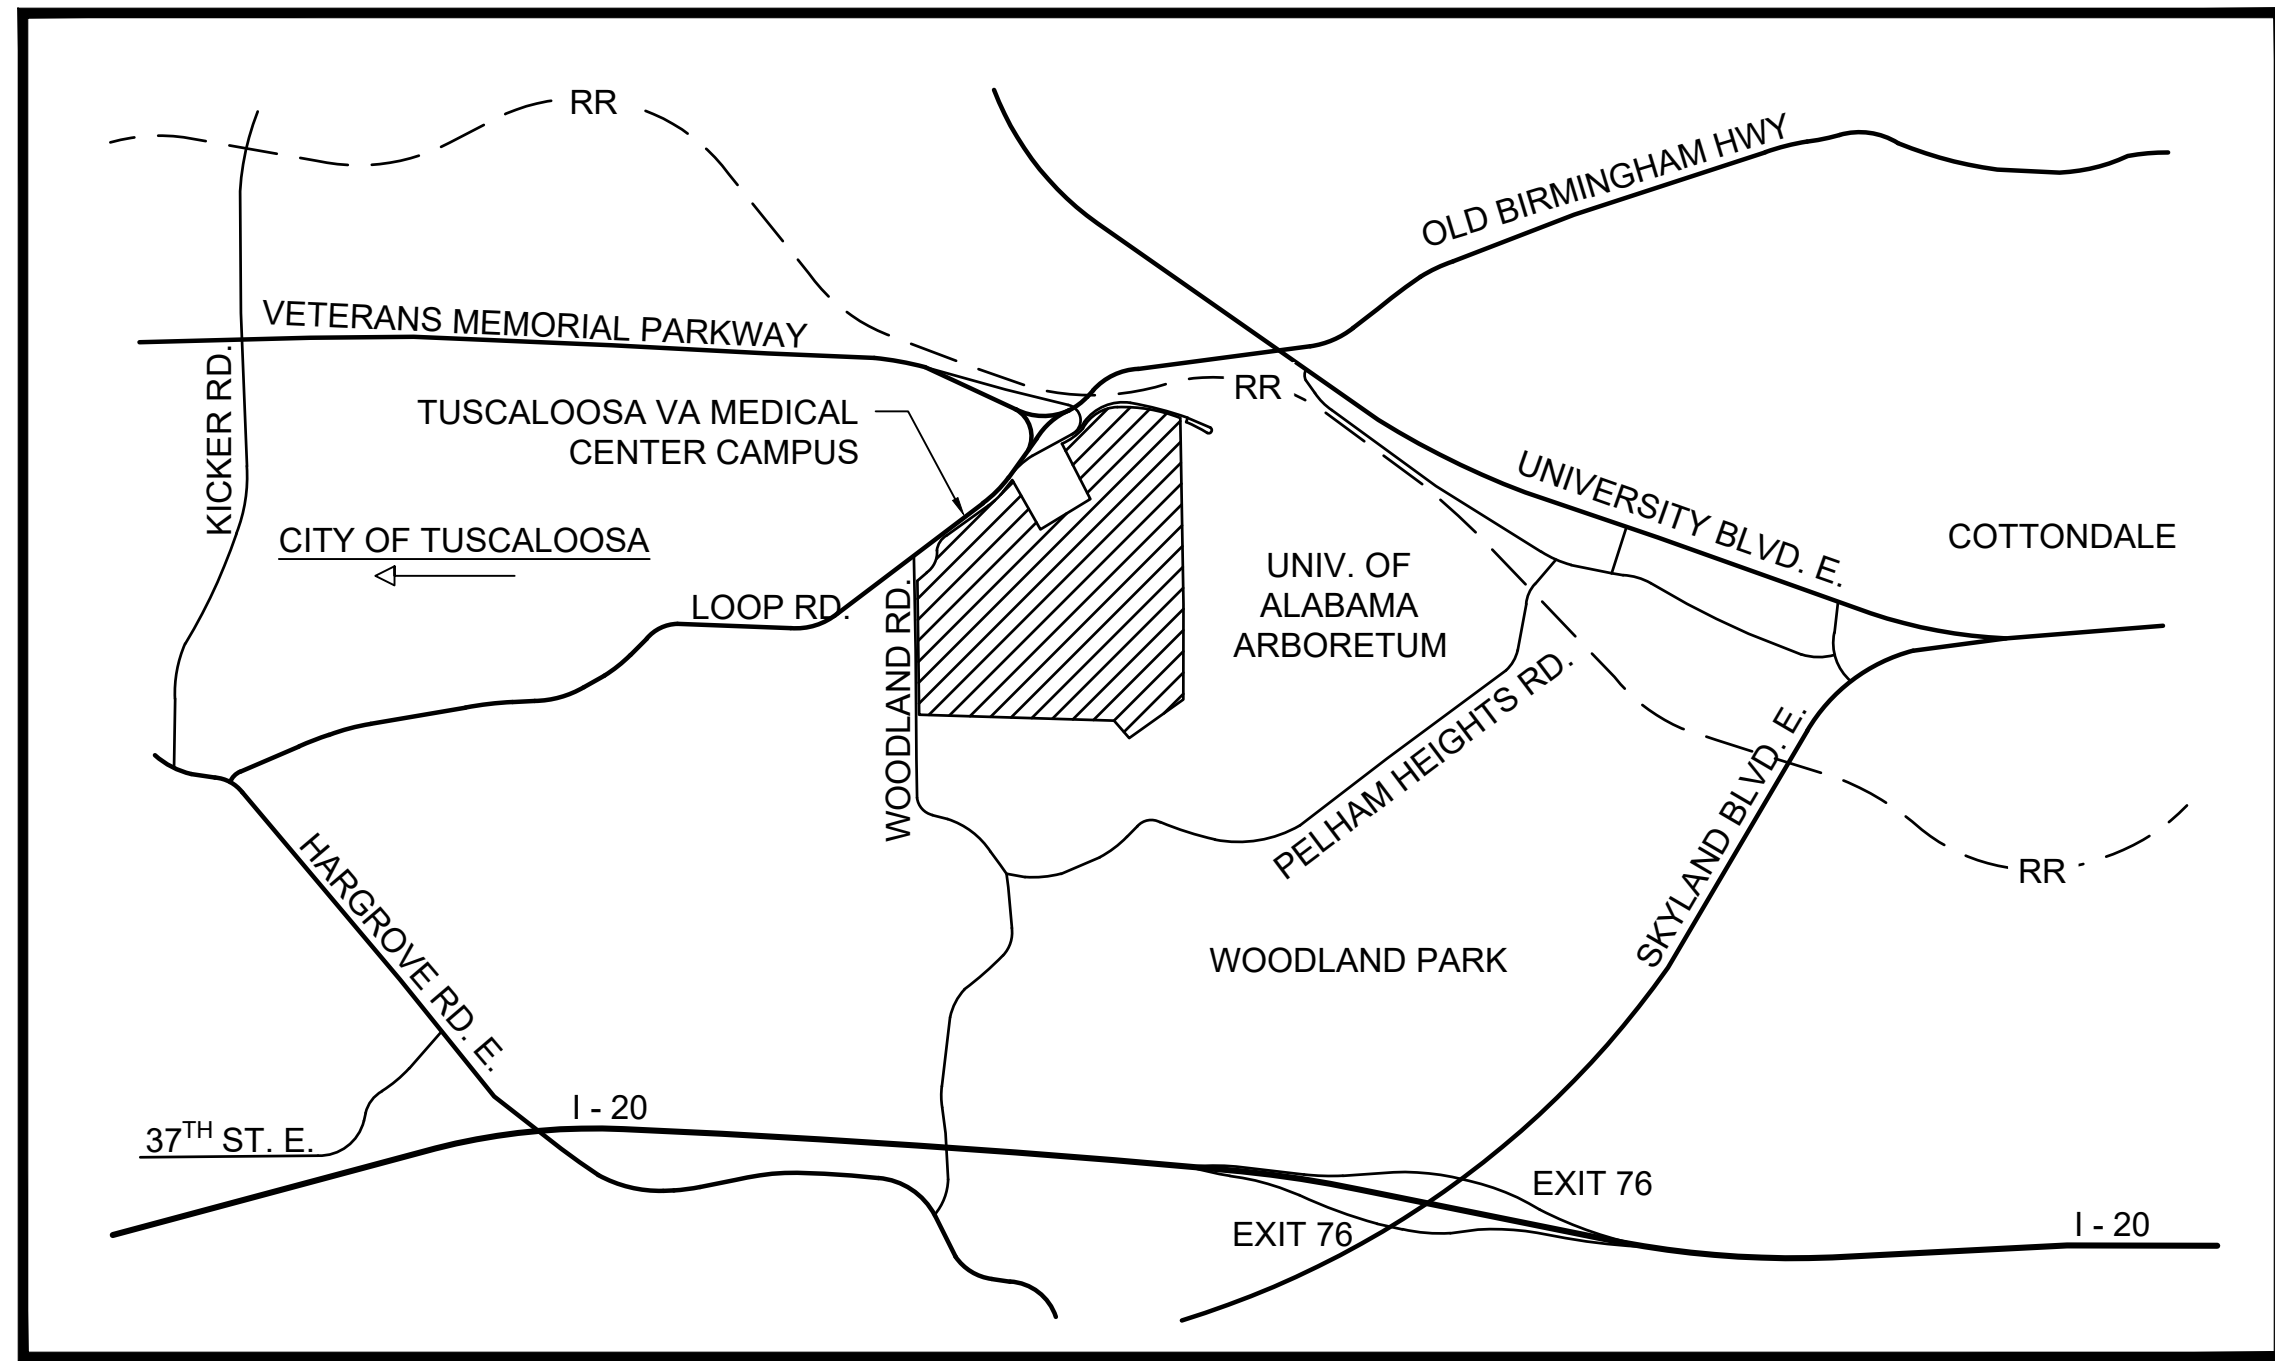 RR
OLD BIRMINGHAM HWY
VETERANS MEMORIAL PARKWAY
KICKER RD.
TUSCALOOSA VA MEDICAL
CENTER CAMPUS
RR
UNIVERSITY BLVD. E.
CITY OF TUSCALOOSA
COTTONDALE
UNIV. OF
ALABAMA
ARBORETUM
LOOP RD.
WOODLAND RD.
PELHAM HEIGHTS RD.
SKYLAND BLVD. E.
RR
HARGROVE RD. E.
WOODLAND PARK
I - 20
37TH ST. E.
EXIT 76
EXIT 76
I - 20